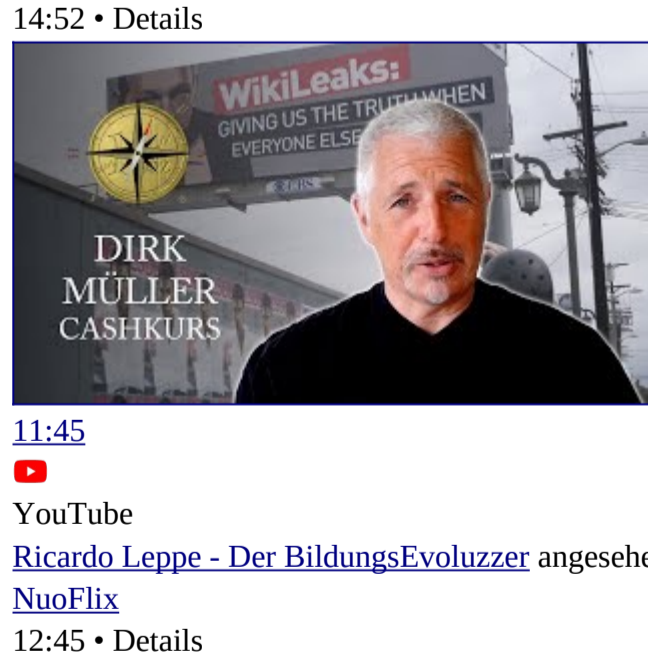 14:52 • Details
WikiLeaks:
GIVING US THE TRUTH WHEN
EVERYONE ELSE
CBS
DIRK
MÜLLER
CASHKURS
11:45
YouTube
Ricardo Leppe - Der BildungsEvoluzzer angesehe
NuoFlix
12:45 • Details